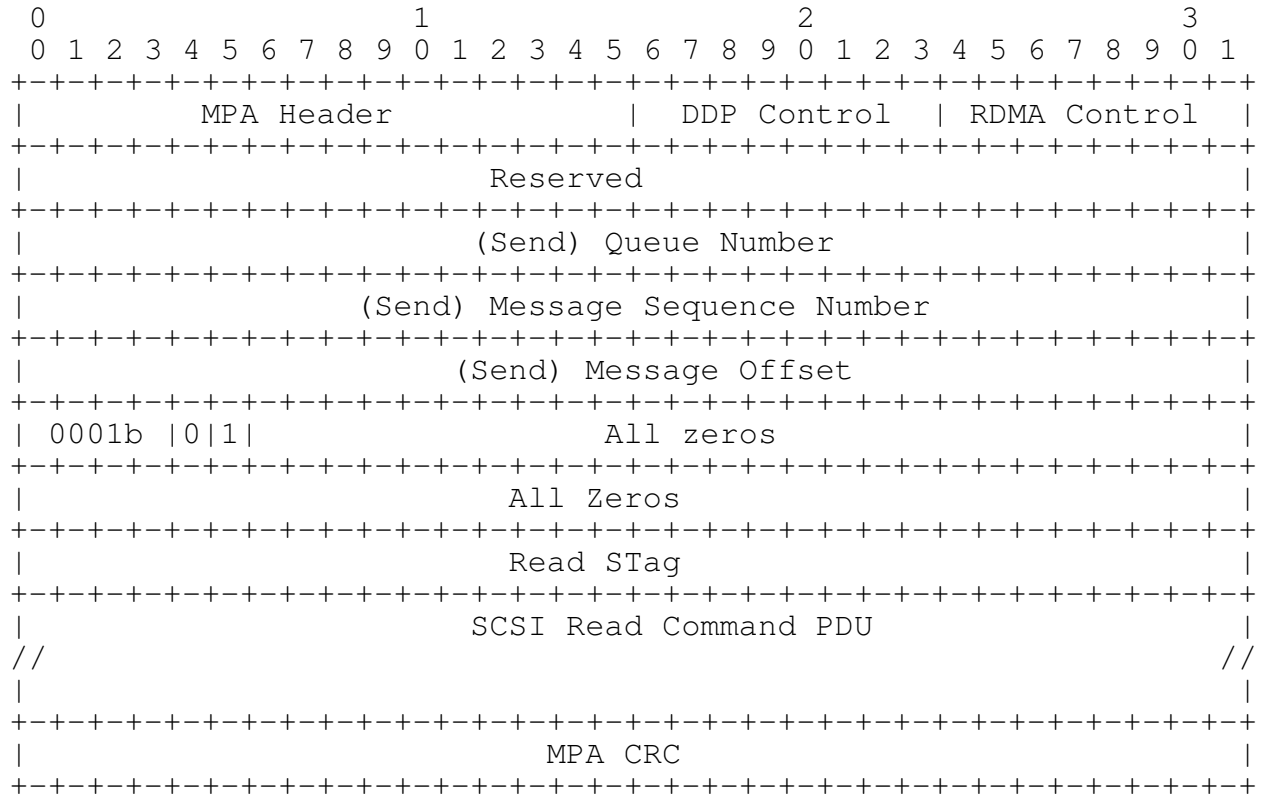 0                   1                   2                   3
 0 1 2 3 4 5 6 7 8 9 0 1 2 3 4 5 6 7 8 9 0 1 2 3 4 5 6 7 8 9 0 1
+-+-+-+-+-+-+-+-+-+-+-+-+-+-+-+-+-+-+-+-+-+-+-+-+-+-+-+-+-+-+-+-+
|         MPA Header            |  DDP Control  | RDMA Control  |
+-+-+-+-+-+-+-+-+-+-+-+-+-+-+-+-+-+-+-+-+-+-+-+-+-+-+-+-+-+-+-+-+
|                        Reserved                               |
+-+-+-+-+-+-+-+-+-+-+-+-+-+-+-+-+-+-+-+-+-+-+-+-+-+-+-+-+-+-+-+-+
|                       (Send) Queue Number                     |
+-+-+-+-+-+-+-+-+-+-+-+-+-+-+-+-+-+-+-+-+-+-+-+-+-+-+-+-+-+-+-+-+
|                 (Send) Message Sequence Number                |
+-+-+-+-+-+-+-+-+-+-+-+-+-+-+-+-+-+-+-+-+-+-+-+-+-+-+-+-+-+-+-+-+
|                      (Send) Message Offset                    |
+-+-+-+-+-+-+-+-+-+-+-+-+-+-+-+-+-+-+-+-+-+-+-+-+-+-+-+-+-+-+-+-+
| 0001b |0|1|                  All zeros                        |
+-+-+-+-+-+-+-+-+-+-+-+-+-+-+-+-+-+-+-+-+-+-+-+-+-+-+-+-+-+-+-+-+
|                         All Zeros                             |
+-+-+-+-+-+-+-+-+-+-+-+-+-+-+-+-+-+-+-+-+-+-+-+-+-+-+-+-+-+-+-+-+
|                         Read STag                             |
+-+-+-+-+-+-+-+-+-+-+-+-+-+-+-+-+-+-+-+-+-+-+-+-+-+-+-+-+-+-+-+-+
|                       SCSI Read Command PDU                   |
//                                                             //
|                                                               |
+-+-+-+-+-+-+-+-+-+-+-+-+-+-+-+-+-+-+-+-+-+-+-+-+-+-+-+-+-+-+-+-+
|                           MPA CRC                             |
+-+-+-+-+-+-+-+-+-+-+-+-+-+-+-+-+-+-+-+-+-+-+-+-+-+-+-+-+-+-+-+-+